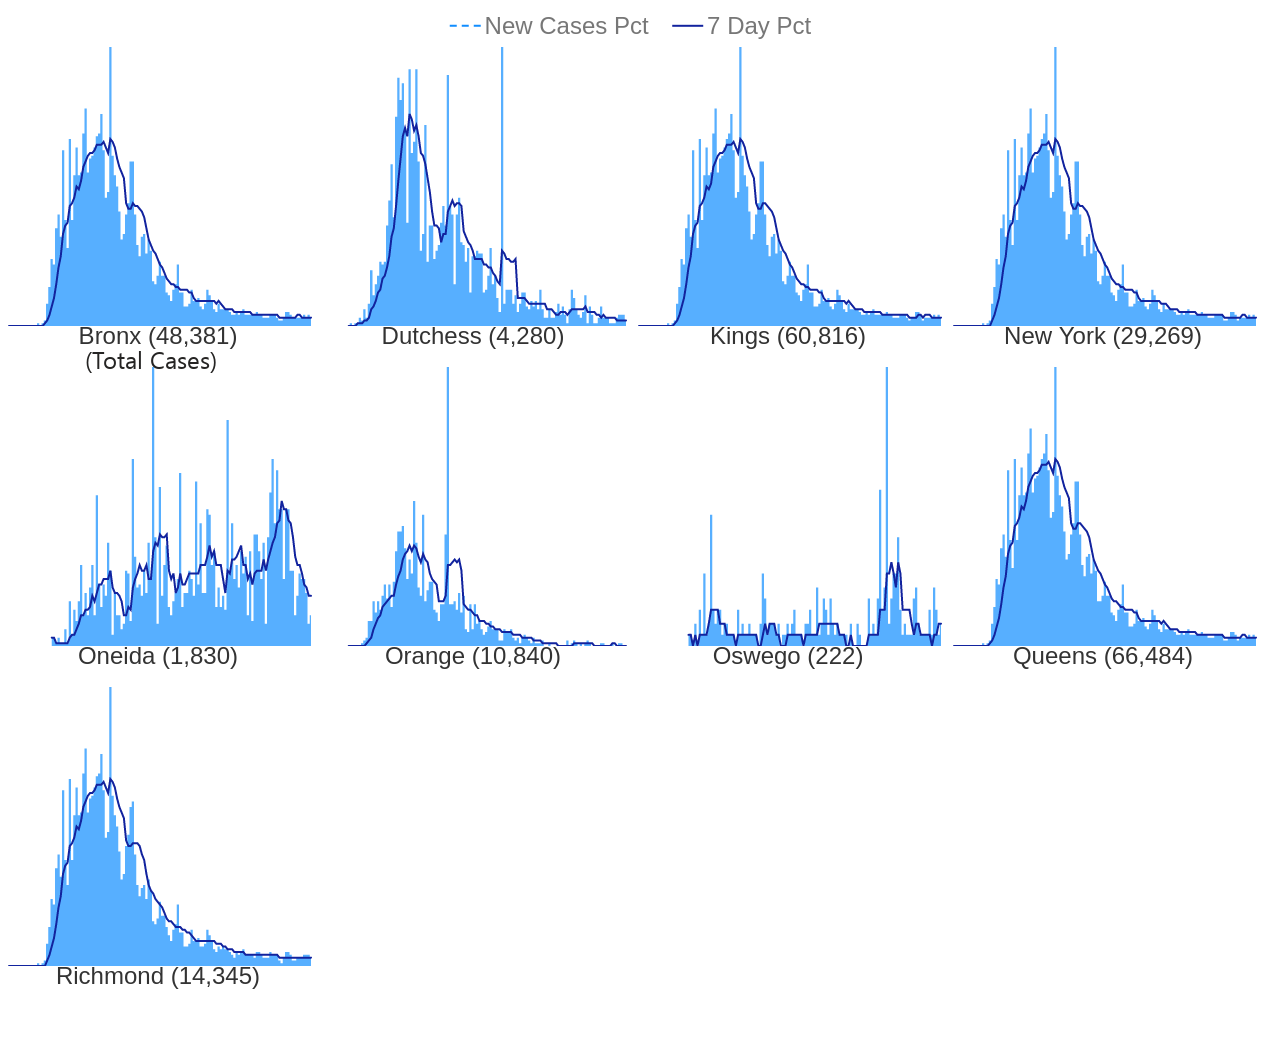 New Cases Pct 7 Day Pct
Bronx (48,381) Dutchess (4,280) Kings (60,816) New York (29,269)
(Total Cases)
Oneida (1,830) Orange (10,840) Oswego (222) Queens (66,484)
Richmond (14,345)